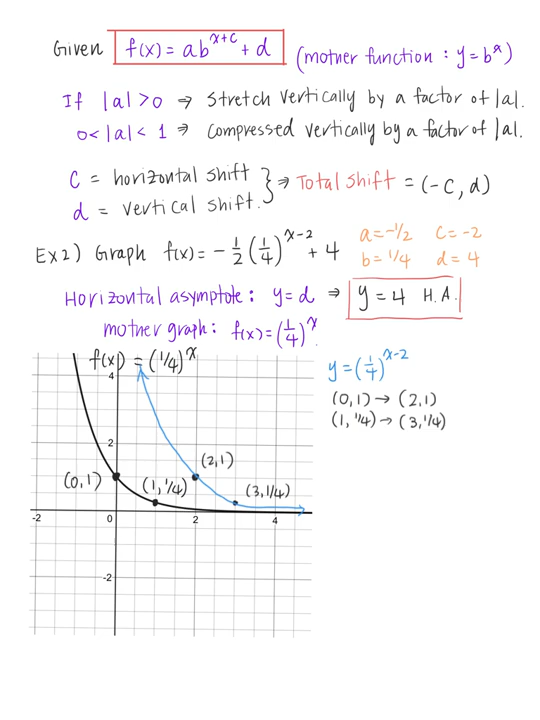 Given f(x) = ab^(x+c) + d (mother function : y = b^x)
If |a| > 0 ⇒ Stretch vertically by a factor of |a|.
0 < |a| < 1 ⇒ Compressed vertically by a factor of |a|.
C = horizontal shift
d = vertical shift.
} ⇒ Total shift = (-c, d)
Ex 2) Graph f(x) = -1/2 (1/4)^(x-2) + 4
a = -1/2 c = -2
b = 1/4 d = 4
Horizontal asymptote : y = d ⇒ y = 4 H.A.
mother graph : f(x) = (1/4)^x.
f(x) = (1/4)^x
y = (1/4)^(x-2)
(0,1) → (2,1)
(1, 1/4) → (3, 1/4)
4
2
(2,1)
(0,1)
(1, 1/4)
(3, 1/4)
-2 0 2 4
-2